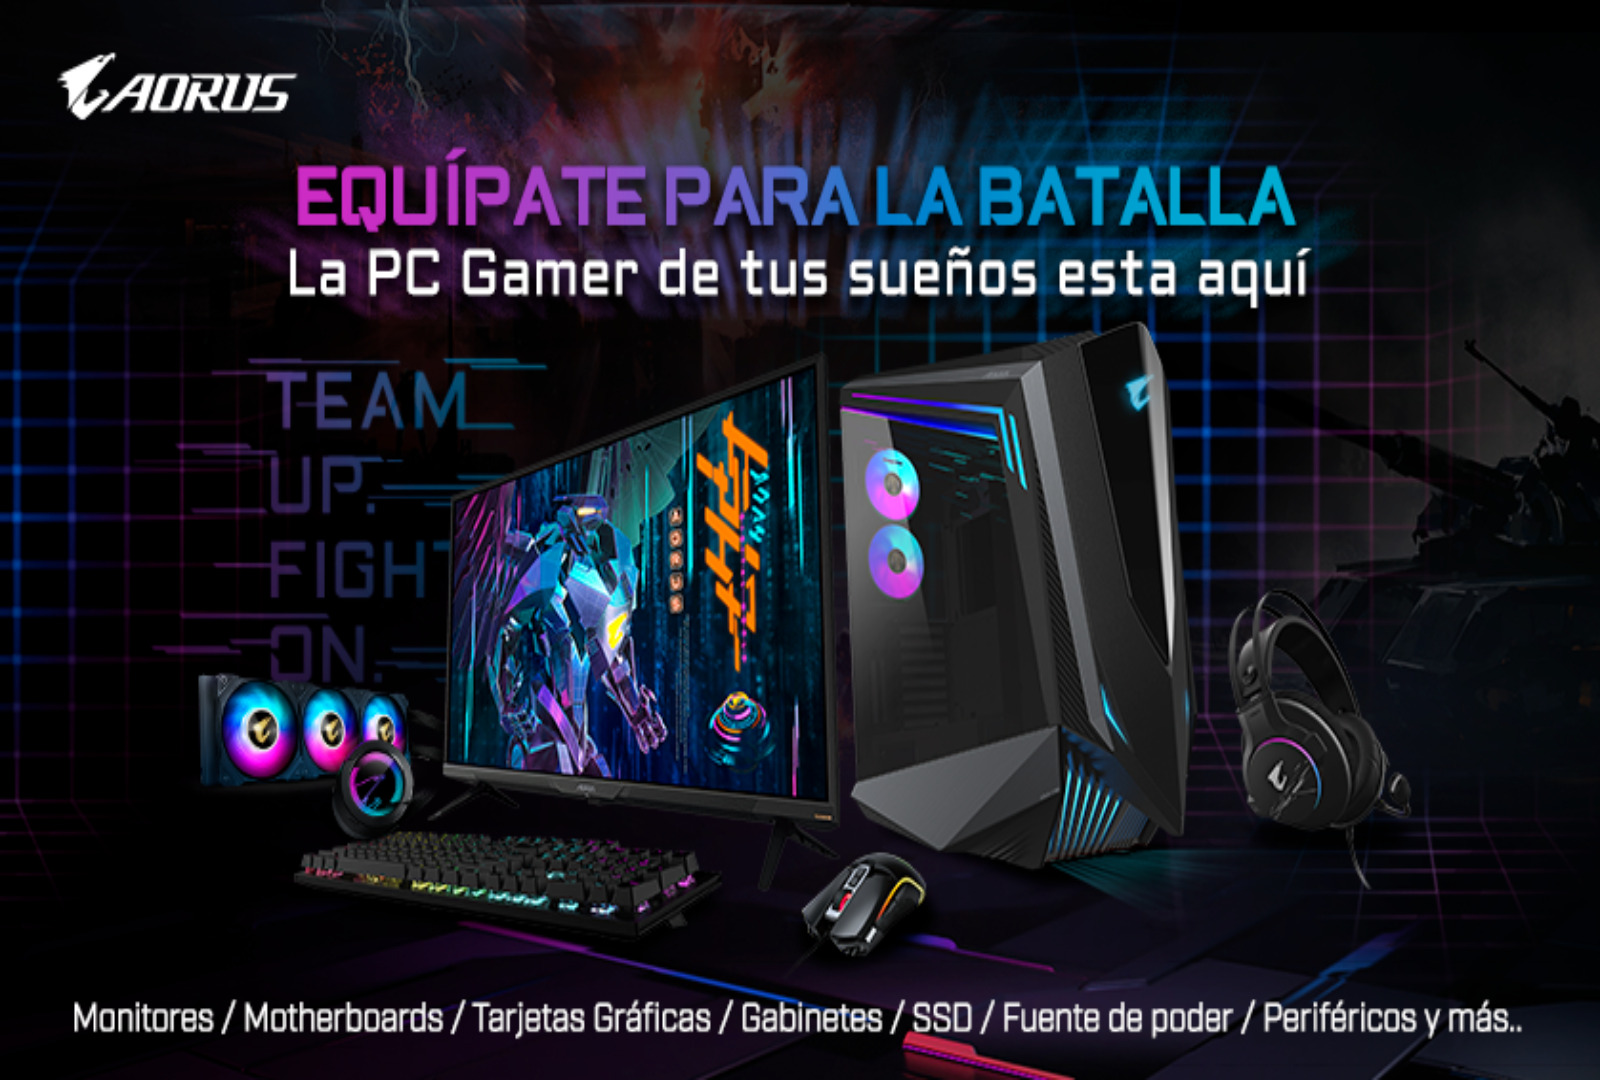 AORUS
EQUÍPATE PARA LA BATALLA
La PC Gamer de tus sueños esta aquí
TEAM
UP.
FIGHT
ON.
AORUS
Monitores / Motherboards / Tarjetas Gráficas / Gabinetes / SSD / Fuente de poder / Periféricos y más..